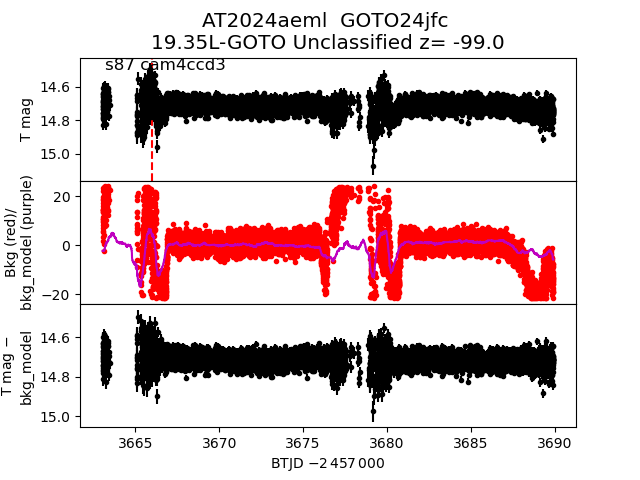 AT2024aeml GOTO24jfc
19.35L-GOTO Unclassified z= -99.0
s87 cam4ccd3
14.6
14.8
15.0
T mag
20
0
−20
Bkg (red)/
bkg_model (purple)
14.6
14.8
15.0
T mag −
bkg_model
3665 3670 3675 3680 3685 3690
BTJD −2 457 000